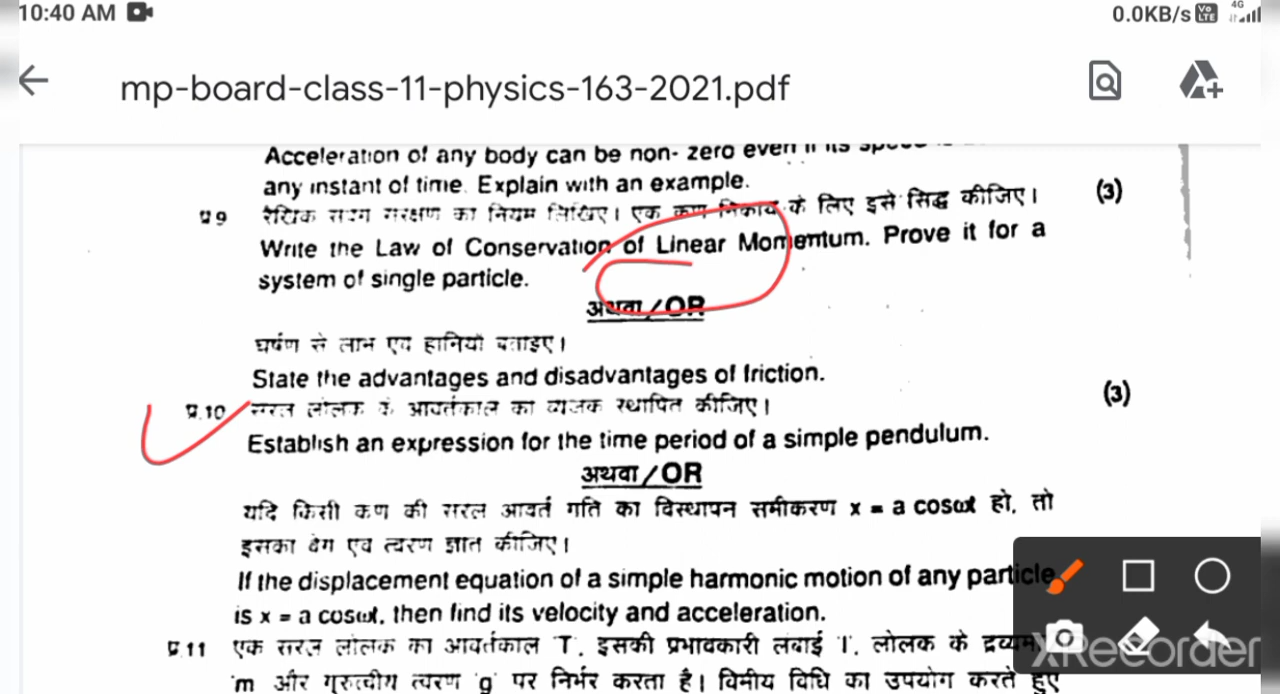 10:40 AM
0.0KB/s Vo LTE 4G
mp-board-class-11-physics-163-2021.pdf
Acceleration of any body can be non- zero even if its
any instant of time. Explain with an example.
प्र 9 रैखिक संवेग संरक्षण का नियम लिखिए। एक कण निकाय के लिए इसे सिद्ध कीजिए। (3)
Write the Law of Conservation of Linear Momentum. Prove it for a
system of single particle.
अथवा/OR
घर्षण से लाभ एवं हानियाँ बताइए।
State the advantages and disadvantages of friction.
प्र.10 सरल लोलक के आवर्तकाल का व्यंजक स्थापित कीजिए। (3)
Establish an expression for the time period of a simple pendulum.
अथवा/OR
यदि किसी कण की सरल आवर्त गति का विस्थापन समीकरण x = a cosωt हो, तो
इसका वेग एवं त्वरण ज्ञात कीजिए।
If the displacement equation of a simple harmonic motion of any particle
is x = a cosωt, then find its velocity and acceleration.
प्र 11 एक सरल लोलक का आवर्तकाल 'T', इसकी प्रभावकारी लंबाई 'l', लोलक के
'm और गुरुत्वीय त्वरण 'g' पर निर्भर करता है। विमीय विधि का उपयोग करते हुए
XRecorder